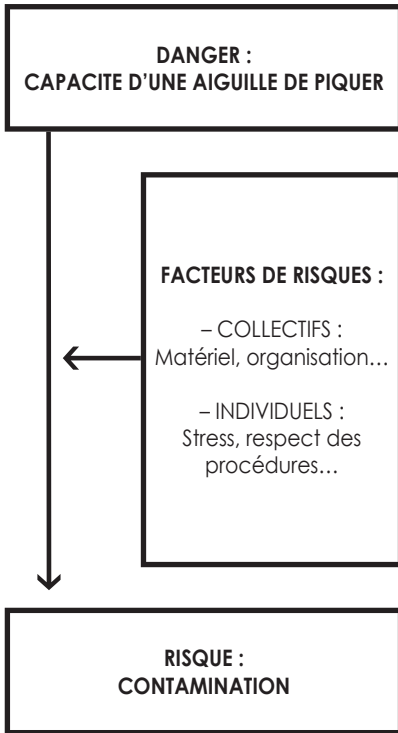 DANGER :
CAPACITE D'UNE AIGUILLE DE PIQUER
FACTEURS DE RISQUES :
– COLLECTIFS :
Matériel, organisation...
– INDIVIDUELS :
Stress, respect des
procédures...
RISQUE :
CONTAMINATION